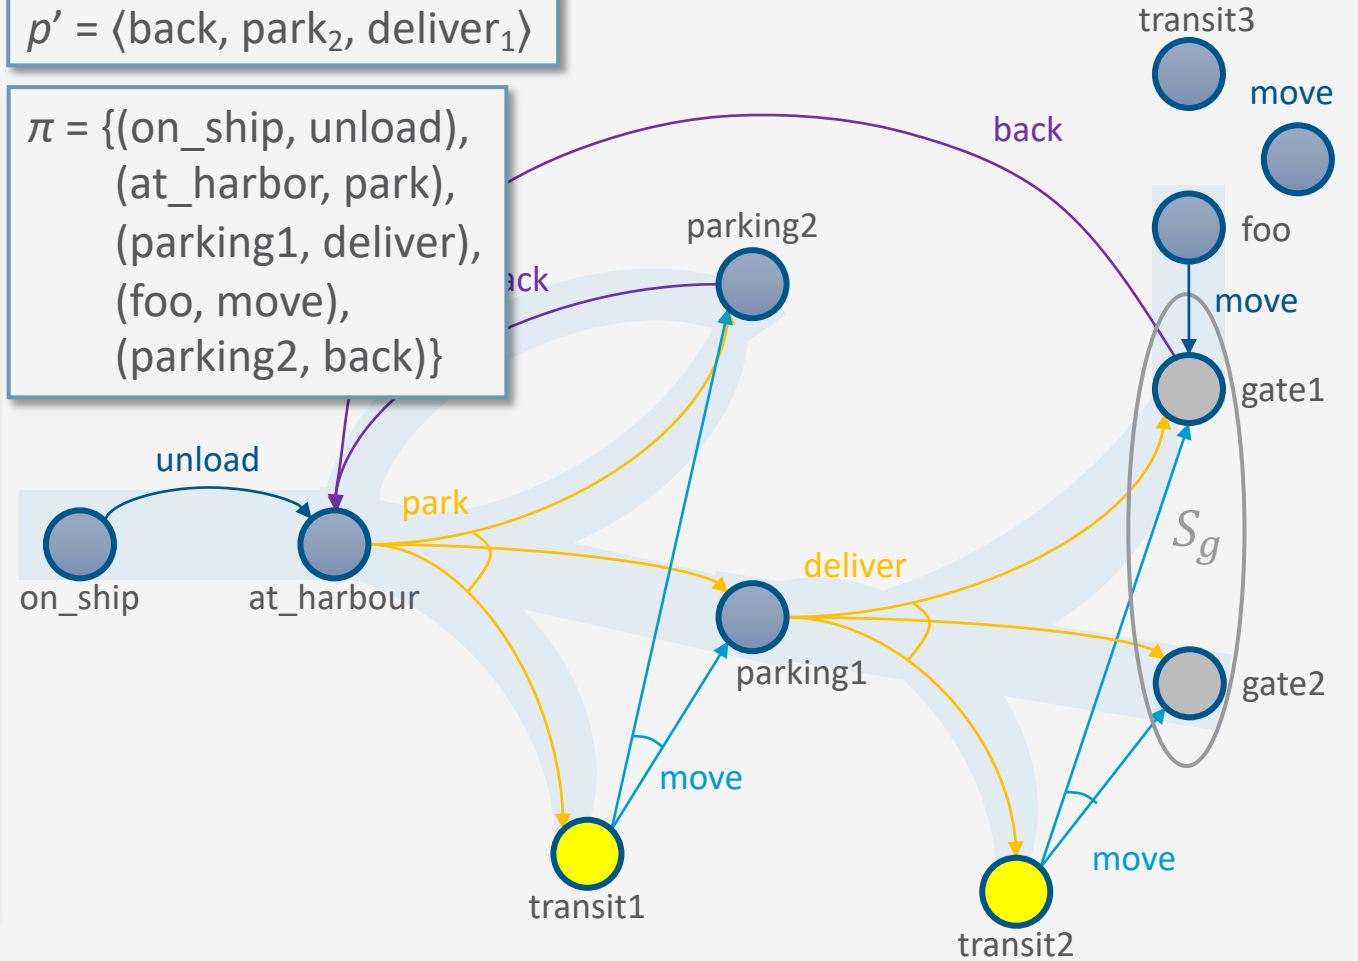 p’ = ⟨back, park₂, deliver₁⟩
π = {(on_ship, unload),
(at_harbor, park),
(parking1, deliver),
(foo, move),
(parking2, back)}
transit3
move
back
parking2
foo
ack
move
gate1
unload
park
S_g
deliver
on_ship
at_harbour
parking1
gate2
move
move
transit1
transit2